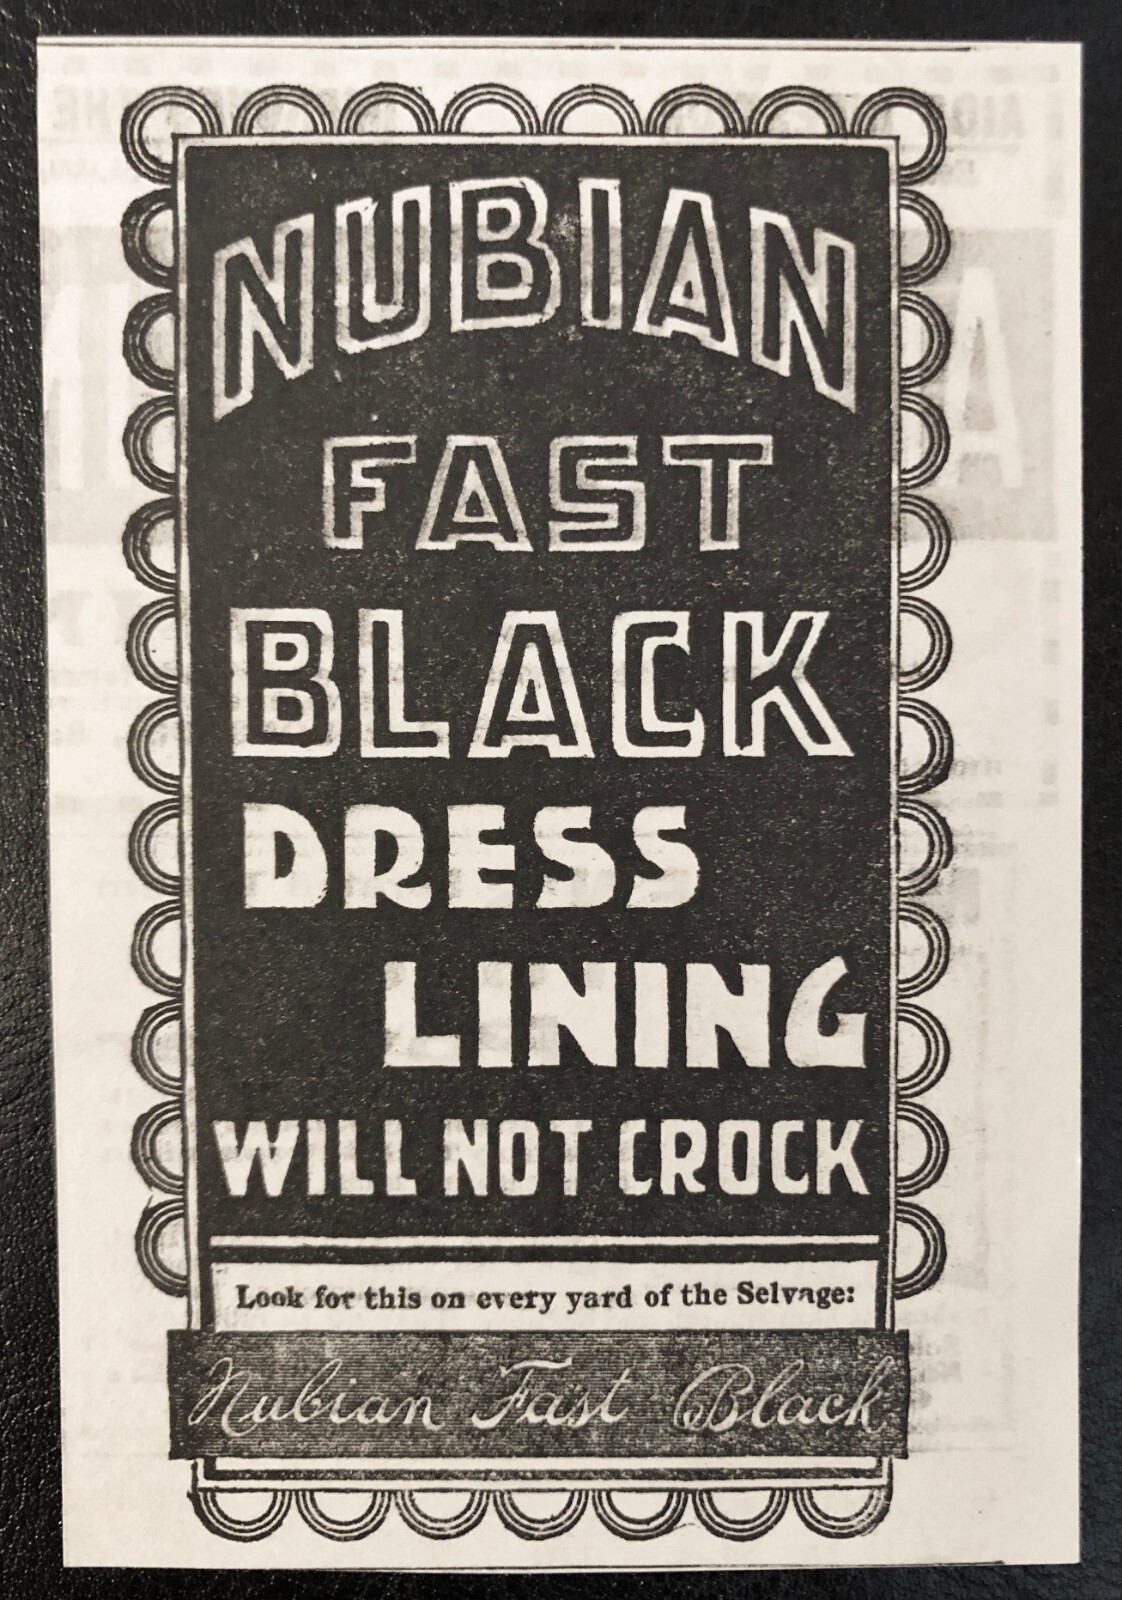 NUBIAN
FAST
BLACK
DRESS
LINING
WILL NOT CROCK
Look for this on every yard of the Selvage:
Nubian Fast Black